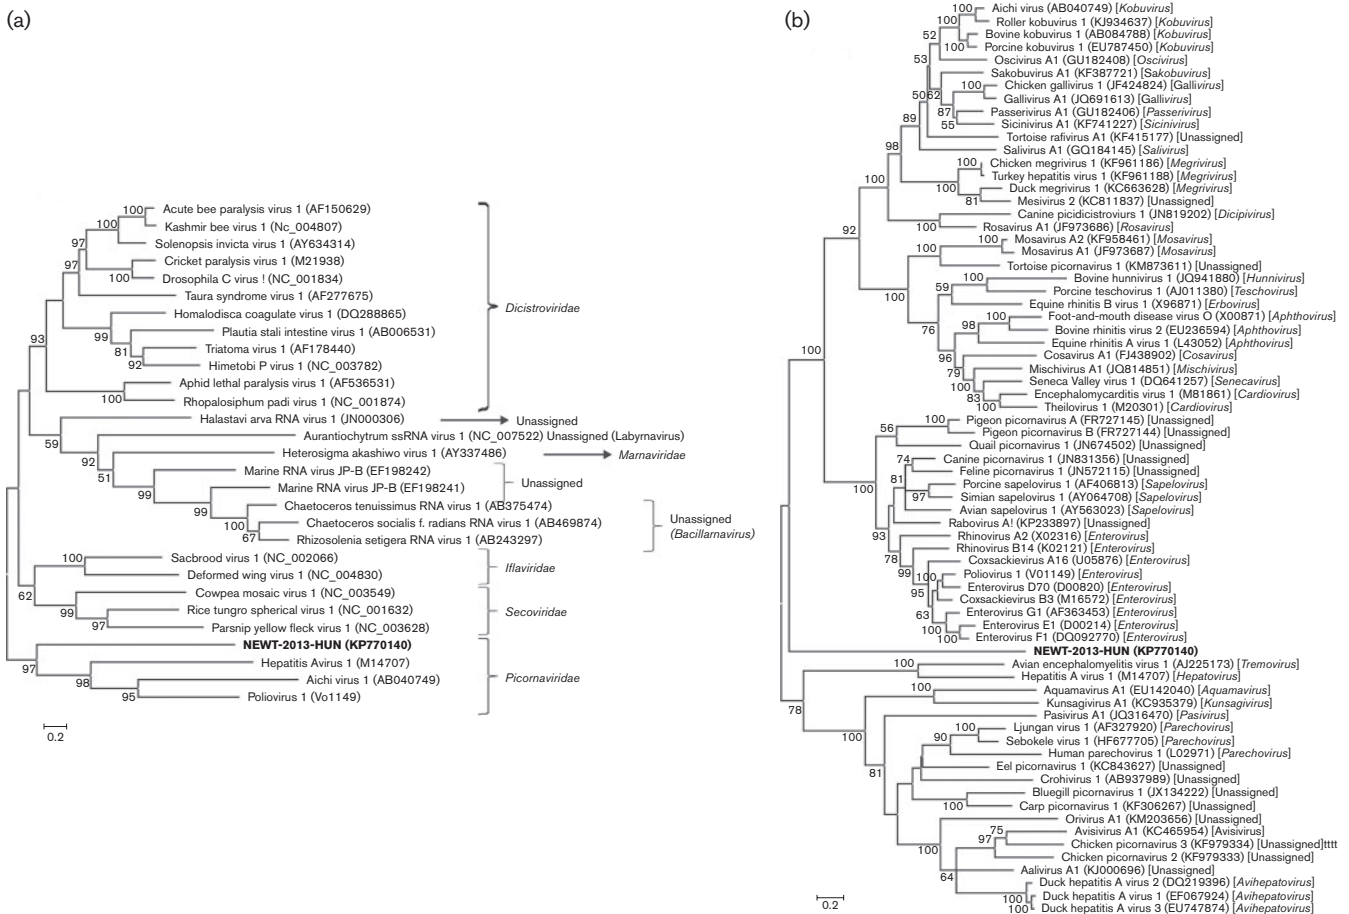 (a)
100
Acute bee paralysis virus 1 (AF150629)
100
Kashmir bee virus 1 (Nc_004807)
97
Solenopsis invicta virus 1 (AY634314)
97
Cricket paralysis virus 1 (M21938)
100
Drosophila C virus ! (NC_001834)
Taura syndrome virus 1 (AF277675)
Homalodisca coagulate virus 1 (DQ288865)
Dicistroviridae
93
99
Plautia stali intestine virus 1 (AB006531)
81
Triatoma virus 1 (AF178440)
92
Himetobi P virus 1 (NC_003782)
Aphid lethal paralysis virus 1 (AF536531)
100
Rhopalosiphum padi virus 1 (NC_001874)
Halastavi arva RNA virus 1 (JN000306)
Unassigned
59
Aurantiochytrum ssRNA virus 1 (NC_007522) Unassigned (Labyrnavirus)
92
Heterosigma akashiwo virus 1 (AY337486)
Marnaviridae
51
Marine RNA virus JP-B (EF198242)
Unassigned
99
Marine RNA virus JP-B (EF198241)
99
Chaetoceros tenuissimus RNA virus 1 (AB375474)
100
Chaetoceros socialis f. radians RNA virus 1 (AB469874)
Unassigned
(Bacillarnavirus)
67
Rhizosolenia setigera RNA virus 1 (AB243297)
100
Sacbrood virus 1 (NC_002066)
Iflaviridae
Deformed wing virus 1 (NC_004830)
62
Cowpea mosaic virus 1 (NC_003549)
99
Rice tungro spherical virus 1 (NC_001632)
Secoviridae
97
Parsnip yellow fleck virus 1 (NC_003628)
NEWT-2013-HUN (KP770140)
97
Hepatitis Avirus 1 (M14707)
98
Aichi virus 1 (AB040749)
Picornaviridae
95
Poliovirus 1 (Vo1149)
0.2
(b)
100
Aichi virus (AB040749) [Kobuvirus]
Roller kobuvirus 1 (KJ934637) [Kobuvirus]
52
Bovine kobuvirus 1 (AB084788) [Kobuvirus]
100
Porcine kobuvirus 1 (EU787450) [Kobuvirus]
53
Oscivirus A1 (GU182408) [Oscivirus]
Sakobuvirus A1 (KF387721) [Sakobuvirus]
100
Chicken gallivirus 1 (JF424824) [Gallivirus]
50
62
Gallivirus A1 (JQ691613) [Gallivirus]
87
Passerivirus A1 (GU182406) [Passerivirus]
89
55
Sicinivirus A1 (KF741227) [Sicinivirus]
Tortoise rafivirus A1 (KF415177) [Unassigned]
98
Salivirus A1 (GQ184145) [Salivirus]
100
Chicken megrivirus 1 (KF961186) [Megrivirus]
Turkey hepatitis virus 1 (KF961188) [Megrivirus]
100
100
Duck megrivirus 1 (KC663628) [Megrivirus]
81
Mesivirus 2 (KC811837) [Unassigned]
Canine picidicistroviurs 1 (JN819202) [Dicipivirus]
92
100
Rosavirus A1 (JF973686) [Rosavirus]
100
Mosavirus A2 (KF958461) [Mosavirus]
100
Mosavirus A1 (JF973687) [Mosavirus]
Tortoise picornavirus 1 (KM873611) [Unassigned]
100
Bovine hunnivirus 1 (JQ941880) [Hunnivirus]
59
Porcine teschovirus 1 (AJ011380) [Teschovirus]
100
Equine rhinitis B virus 1 (X96871) [Erbovirus]
100
Foot-and-mouth disease virus O (X00871) [Aphthovirus]
98
76
Bovine rhinitis virus 2 (EU236594) [Aphthovirus]
Equine rhinitis A virus 1 (L43052) [Aphthovirus]
100
96
Cosavirus A1 (FJ438902) [Cosavirus]
79
Mischivirus A1 (JQ814851) [Mischivirus]
100
Seneca Valley virus 1 (DQ641257) [Senecavirus]
83
Encephalomycarditis virus 1 (M81861) [Cardiovirus]
100
Theilovirus 1 (M20301) [Cardiovirus]
100
Pigeon picornavirus A (FR727145) [Unassigned]
56
Pigeon picornavirus B (FR727144) [Unassigned]
Quail picornavirus 1 (JN674502) [Unassigned]
74
Canine picornavirus 1 (JN831356) [Unassigned]
Feline picornavirus 1 (JN572115) [Unassigned]
100
81
Porcine sapelovirus 1 (AF406813) [Sapelovirus]
97
Simian sapelovirus 1 (AY064708) [Sapelovirus]
Avian sapelovirus 1 (AY563023) [Sapelovirus]
Rabovirus A! (KP233897) [Unassigned]
93
Rhinovirus A2 (X02316) [Enterovirus]
78
Rhinovirus B14 (K02121) [Enterovirus]
99
Coxsackievirus A16 (U05876) [Enterovirus]
100
Poliovirus 1 (V01149) [Enterovirus]
95
Enterovirus D70 (D00820) [Enterovirus]
Coxsackievirus B3 (M16572) [Enterovirus]
63
Enterovirus G1 (AF363453) [Enterovirus]
100
Enterovirus E1 (D00214) [Enterovirus]
100
Enterovirus F1 (DQ092770) [Enterovirus]
NEWT-2013-HUN (KP770140)
100
Avian encephalomyelitis virus 1 (AJ225173) [Tremovirus]
Hepatitis A virus 1 (M14707) [Hepatovirus]
100
Aquamavirus A1 (EU142040) [Aquamavirus]
78
Kunsagivirus A1 (KC935379) [Kunsagivirus]
Pasivirus A1 (JQ316470) [Pasivirus]
100
100
Ljungan virus 1 (AF327920) [Parechovirus]
90
Sebokele virus 1 (HF677705) [Parechovirus]
Human parechovirus 1 (L02971) [Parechovirus]
81
Eel picornavirus 1 (KC843627) [Unassigned]
Crohivirus 1 (AB937989) [Unassigned]
Bluegill picornavirus 1 (JX134222) [Unassigned]
100
Carp picornavirus 1 (KF306267) [Unassigned]
Orivirus A1 (KM203656) [Unassigned]
75
Avisivirus A1 (KC465954) [Avisivirus]
97
Chicken picornavirus 3 (KF979334) [Unassigned]tttt
100
Chicken picornavirus 2 (KF979333) [Unassigned]
Aalivirus A1 (KJ000696) [Unassigned]
64
Duck hepatitis A virus 2 (DQ219396) [Avihepatovirus]
100
Duck hepatitis A virus 1 (EF067924) [Avihepatovirus]
100
Duck hepatitis A virus 3 (EU747874) [Avihepatovirus]
0.2